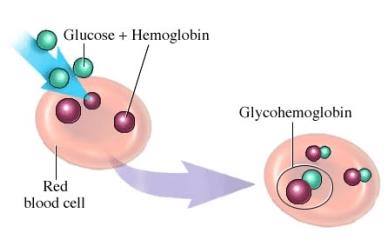 Glucose + Hemoglobin
Glycohemoglobin
Red
blood cell